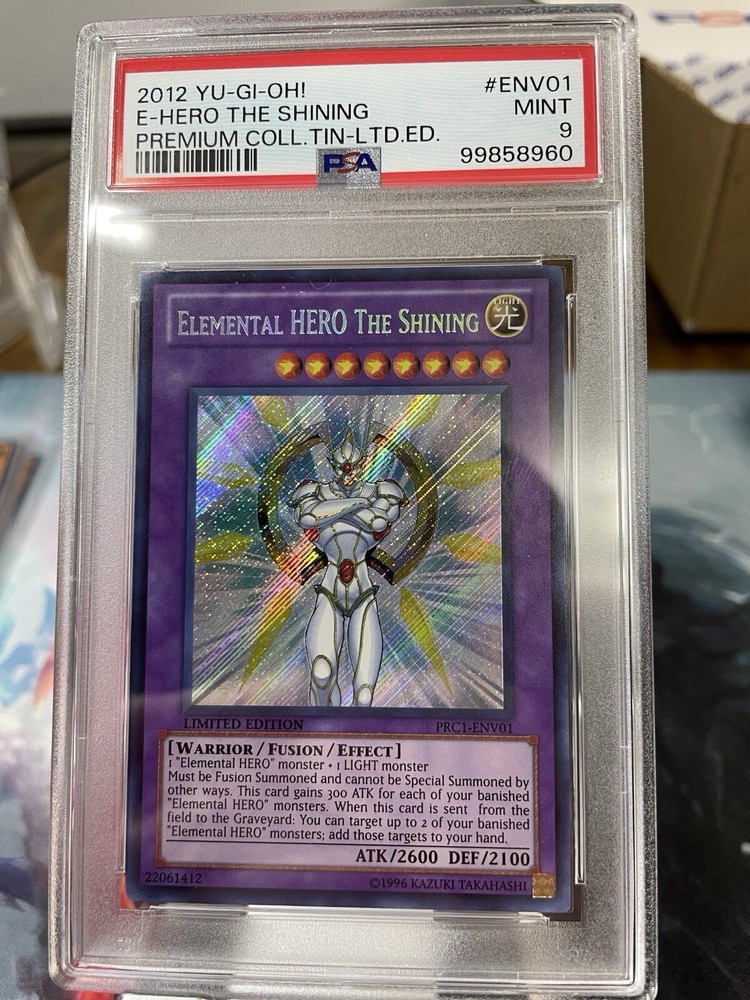 2012 YU-GI-OH! #ENV01
E-HERO THE SHINING MINT
PREMIUM COLL.TIN-LTD.ED. 9
PSA 99858960
ELEMENTAL HERO THE SHINING
LIGHT
光
LIMITED EDITION PRC1-ENV01
[WARRIOR / FUSION / EFFECT]
1 "Elemental HERO" monster + 1 LIGHT monster
Must be Fusion Summoned and cannot be Special Summoned by
other ways. This card gains 300 ATK for each of your banished
"Elemental HERO" monsters. When this card is sent from the
field to the Graveyard: You can target up to 2 of your banished
"Elemental HERO" monsters; add those targets to your hand.
ATK/2600 DEF/2100
22061412 ©1996 KAZUKI TAKAHASHI